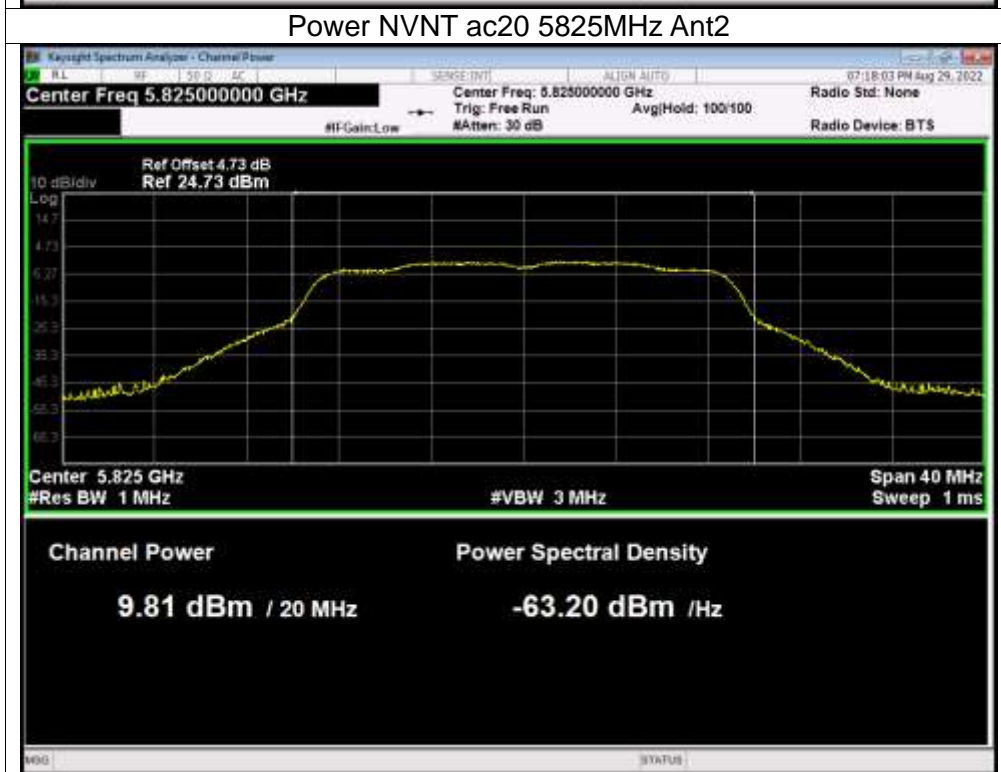 Power NVNT ac20 5825MHz Ant2
Keysight Spectrum Analyzer - Channel Power
RL RF 50 Ω AC SENSE:INT ALIGN AUTO 07:18:03 PM Aug 29, 2022
Center Freq 5.825000000 GHz
Center Freq: 5.825000000 GHz
Radio Std: None
Trig: Free Run Avg|Hold: 100/100
#IFGain:Low #Atten: 30 dB Radio Device: BTS
Ref Offset 4.73 dB
10 dB/div Ref 24.73 dBm
Log
14.7
4.73
-5.27
-15.3
-25.3
-35.3
-45.3
-55.3
-65.3
Center 5.825 GHz Span 40 MHz
#Res BW 1 MHz #VBW 3 MHz Sweep 1 ms
Channel Power Power Spectral Density
9.81 dBm / 20 MHz -63.20 dBm /Hz
MSG STATUS